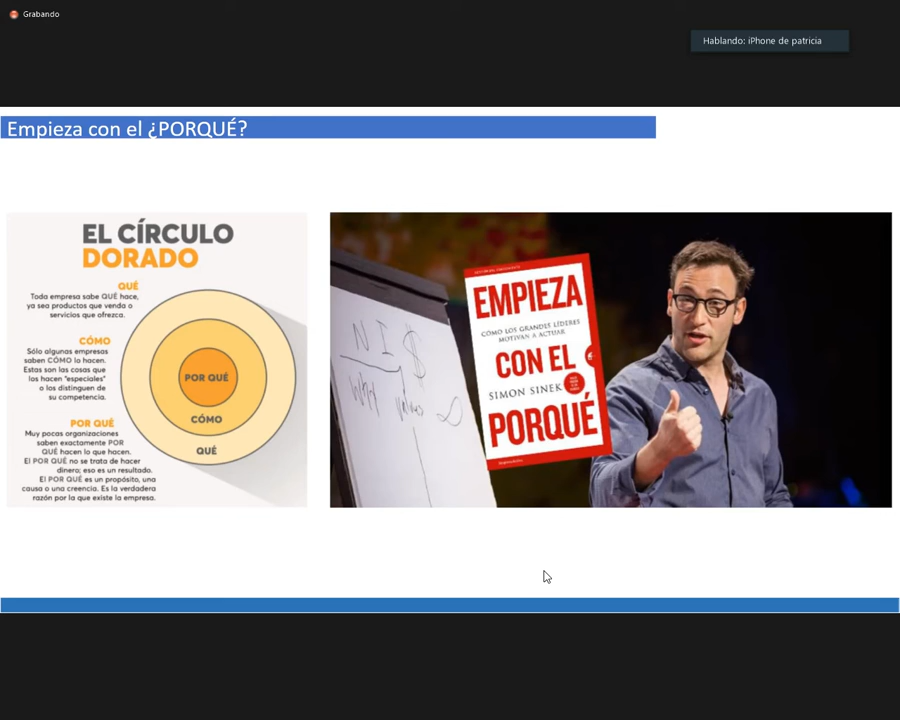 Grabando
Hablando: iPhone de patricia
Empieza con el ¿PORQUÉ?
EL CÍRCULO
DORADO
QUÉ
Toda empresa sabe QUÉ hace,
ya sea productos que venda o
servicios que ofrezca.
CÓMO
Sólo algunas empresas
saben CÓMO lo hacen.
Estas son las cosas que
los hacen "especiales"
o los distinguen de
su competencia.
POR QUÉ
Muy pocas organizaciones
saben exactamente POR
QUÉ hacen lo que hacen.
El POR QUÉ no se trata de hacer
dinero; eso es un resultado.
El POR QUÉ es un propósito, una
causa o una creencia. Es la verdadera
razón por la que existe la empresa.
POR QUÉ
CÓMO
QUÉ
NI$
Why
EMPIEZA
CÓMO LOS GRANDES LÍDERES
MOTIVAN A ACTUAR
CON EL
SIMON SINEK
PORQUÉ